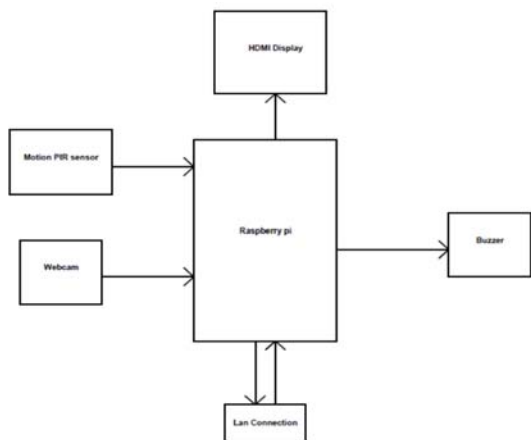 HDMI Display
Motion PIR sensor
Raspberry pi
Webcam
Buzzer
Lan Connection